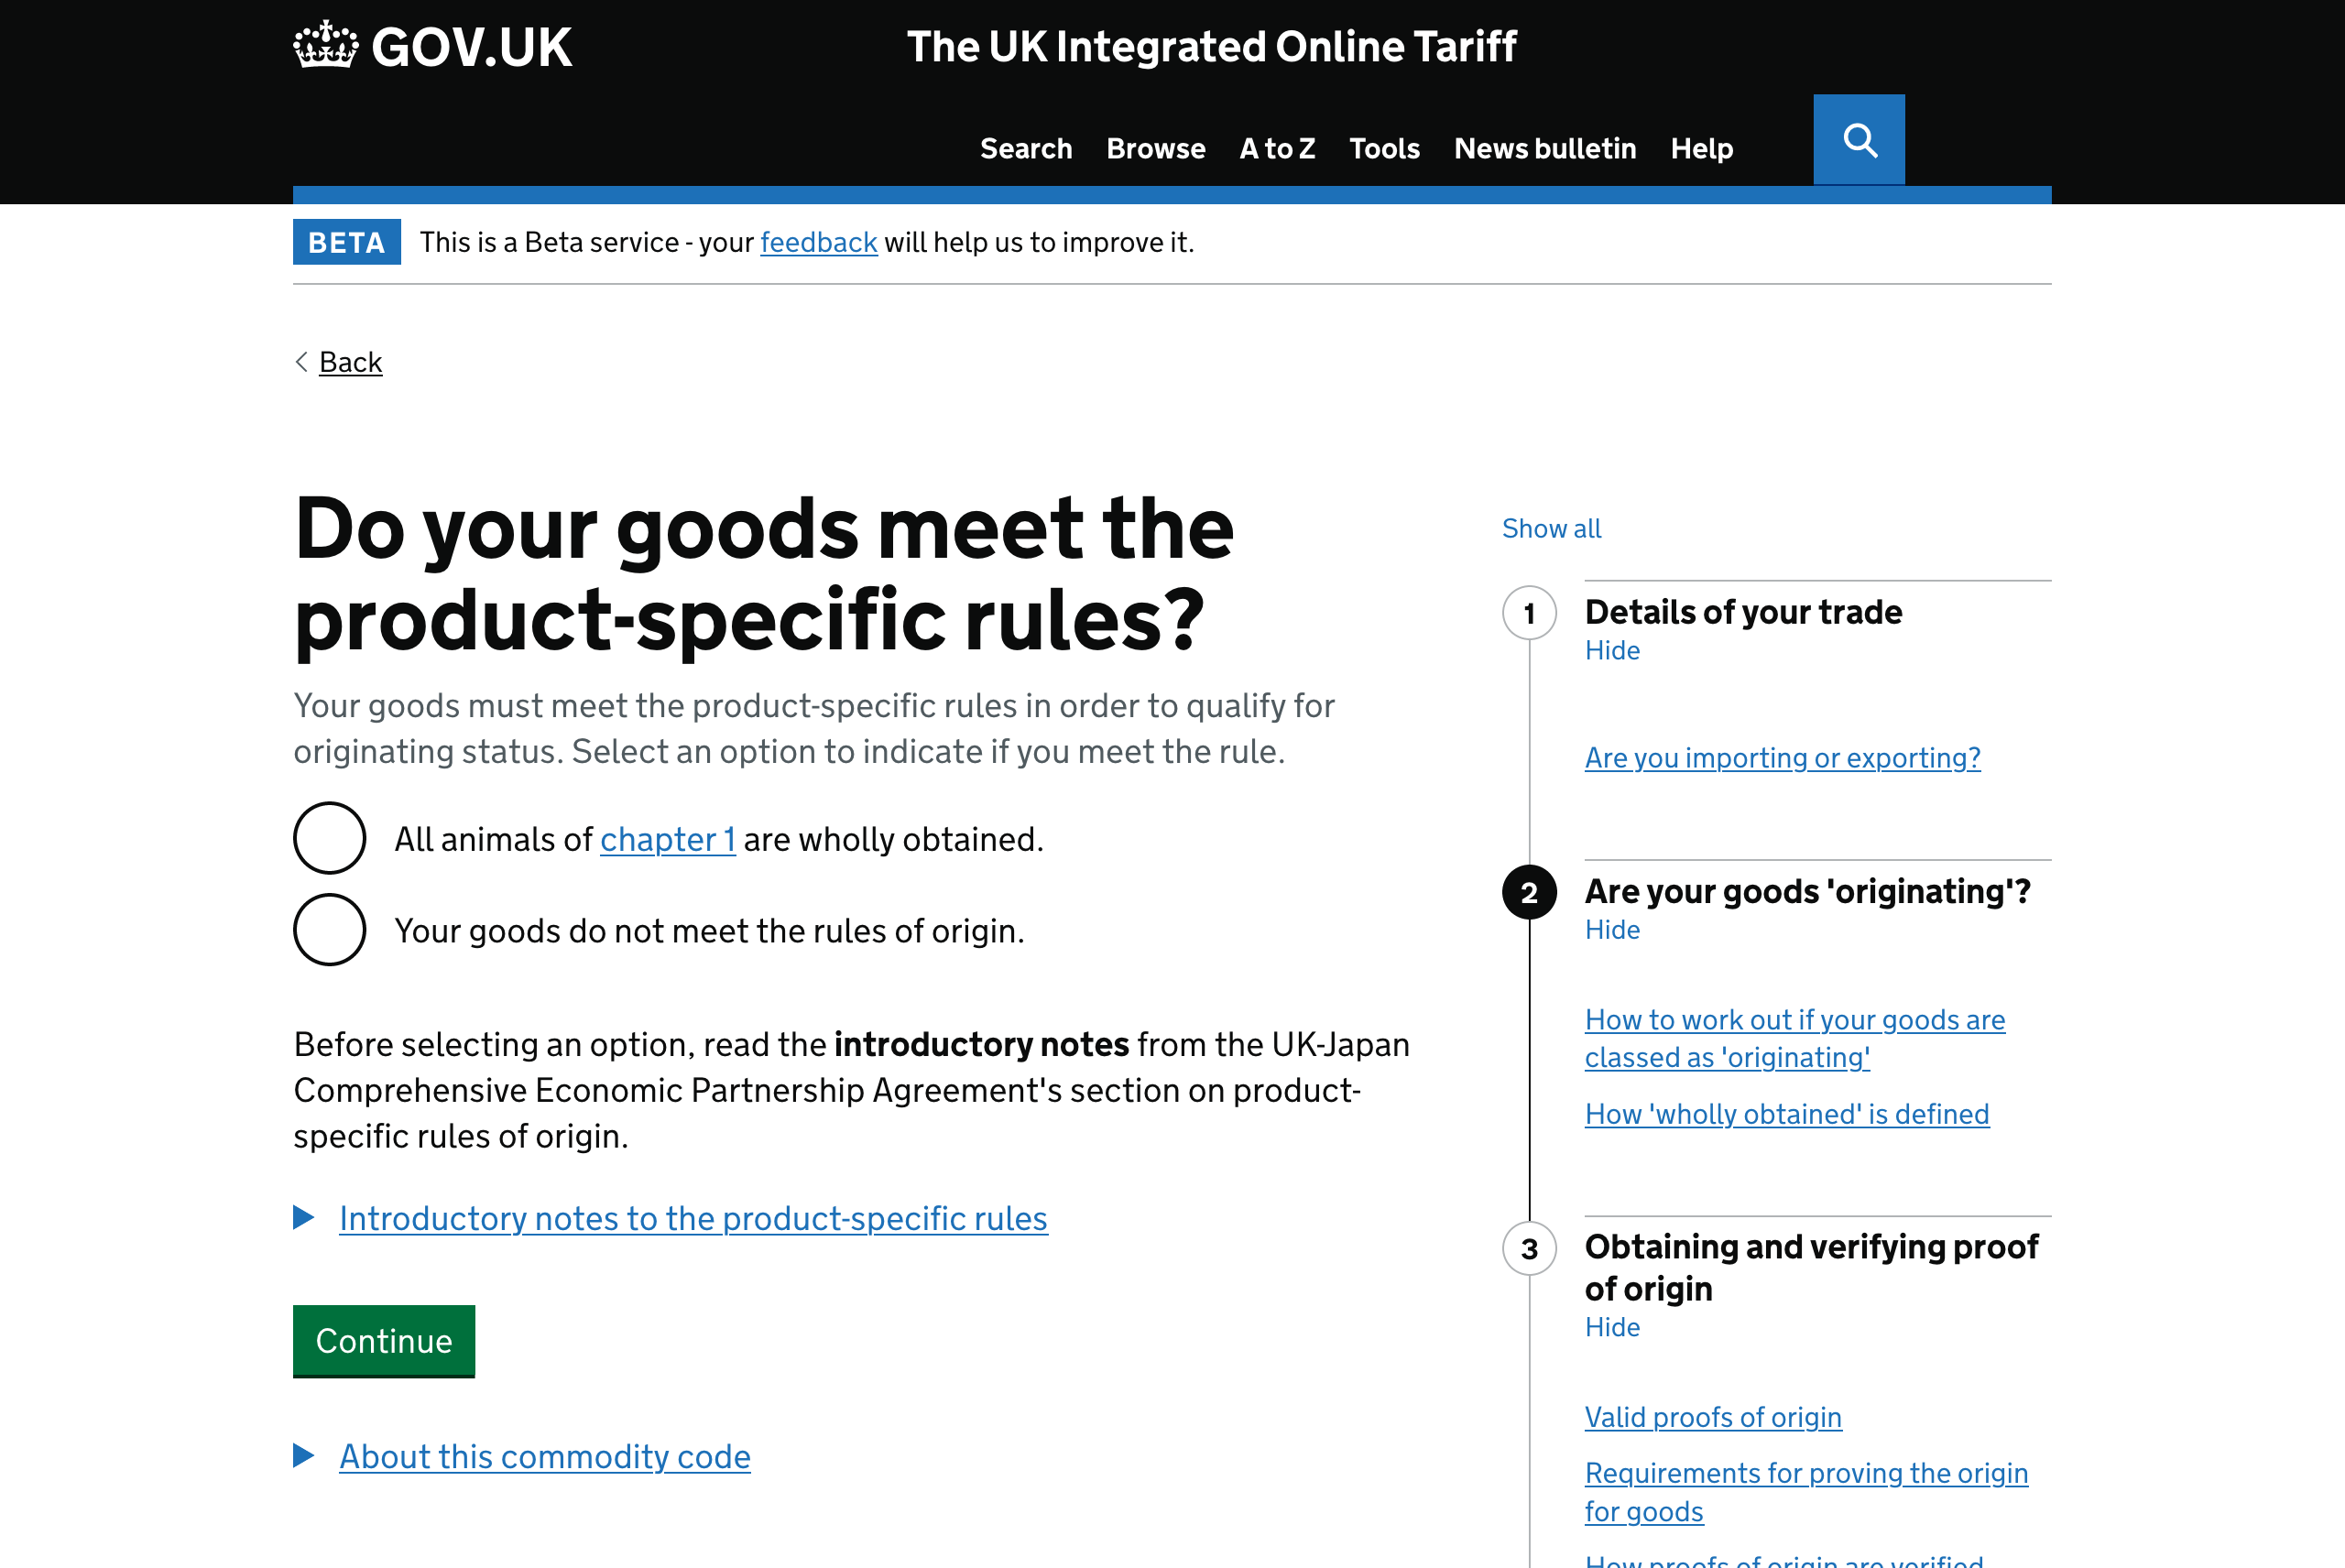 GOV.UK
The UK Integrated Online Tariff
Search Browse A to Z Tools News bulletin Help
BETA This is a Beta service - your feedback will help us to improve it.
Back
Do your goods meet the
product-specific rules?
Your goods must meet the product-specific rules in order to qualify for
originating status. Select an option to indicate if you meet the rule.
All animals of chapter 1 are wholly obtained.
Your goods do not meet the rules of origin.
Before selecting an option, read the introductory notes from the UK-Japan
Comprehensive Economic Partnership Agreement's section on product-
specific rules of origin.
Introductory notes to the product-specific rules
Continue
About this commodity code
Show all
1 Details of your trade
Hide
Are you importing or exporting?
2 Are your goods 'originating'?
Hide
How to work out if your goods are
classed as 'originating'
How 'wholly obtained' is defined
3 Obtaining and verifying proof
of origin
Hide
Valid proofs of origin
Requirements for proving the origin
for goods
How proofs of origin are verified